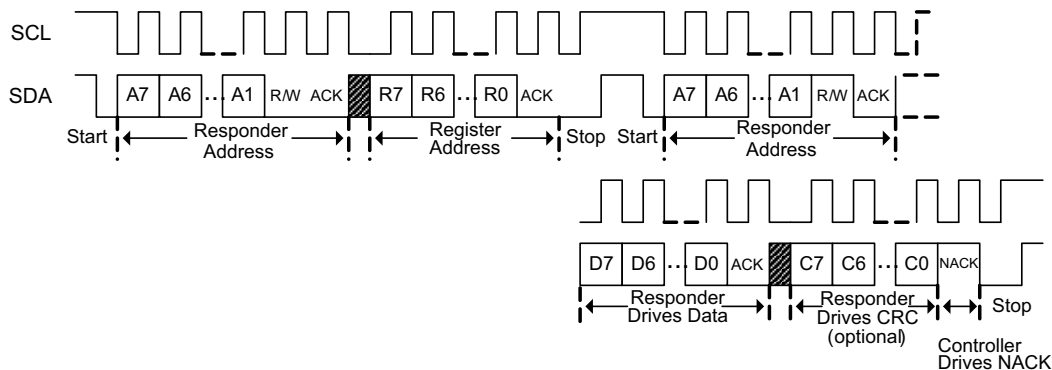 SCL
SDA A7 A6 ... A1 R/W ACK R7 R6 ... R0 ACK A7 A6 ... A1 R/W ACK
Start Responder Address Register Address Stop Start Responder Address
D7 D6 ... D0 ACK C7 C6 ... C0 NACK
Responder Drives Data Responder Drives CRC (optional) Stop
Controller Drives NACK